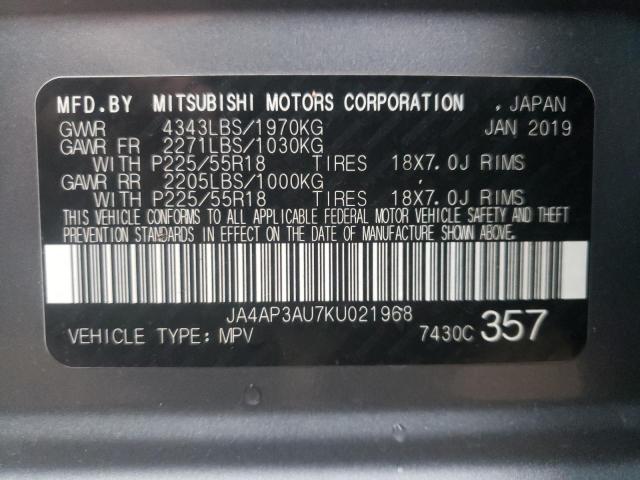 MFD.BY MITSUBISHI MOTORS CORPORATION , JAPAN
GVWR 4343LBS/1970KG JAN 2019
GAWR FR 2271LBS/1030KG
WITH P225/55R18 TIRES 18X7.0J RIMS
GAWR RR 2205LBS/1000KG
WITH P225/55R18 TIRES 18X7.0J RIMS
THIS VEHICLE CONFORMS TO ALL APPLICABLE FEDERAL MOTOR VEHICLE SAFETY AND THEFT
PREVENTION STANDARDS IN EFFECT ON THE DATE OF MANUFACTURE SHOWN ABOVE.
JA4AP3AU7KU021968
VEHICLE TYPE: MPV 7430C 357